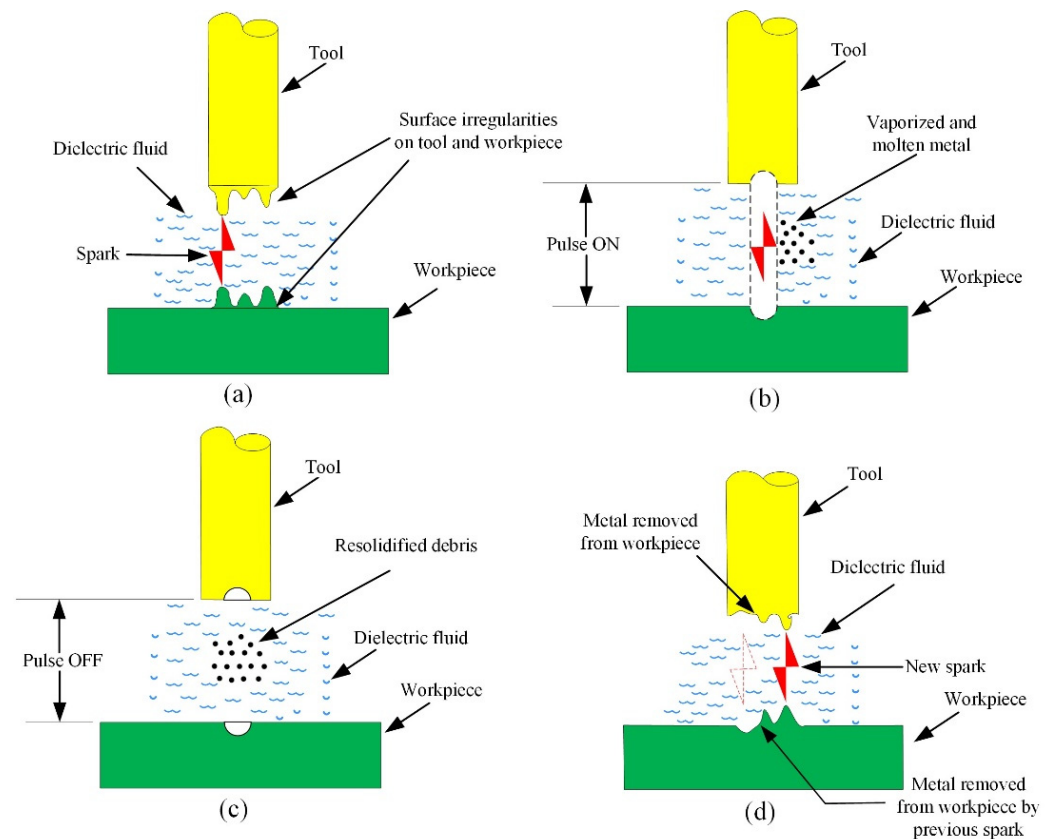 Tool
Surface irregularities
on tool and workpiece
Dielectric fluid
Spark
Workpiece
(a)
Tool
Vaporized and
molten metal
Pulse ON
Dielectric fluid
Workpiece
(b)
Tool
Resolidified debris
Pulse OFF
Dielectric fluid
Workpiece
(c)
Tool
Metal removed
from workpiece
Dielectric fluid
New spark
Workpiece
(d)
Metal removed
from workpiece by
previous spark